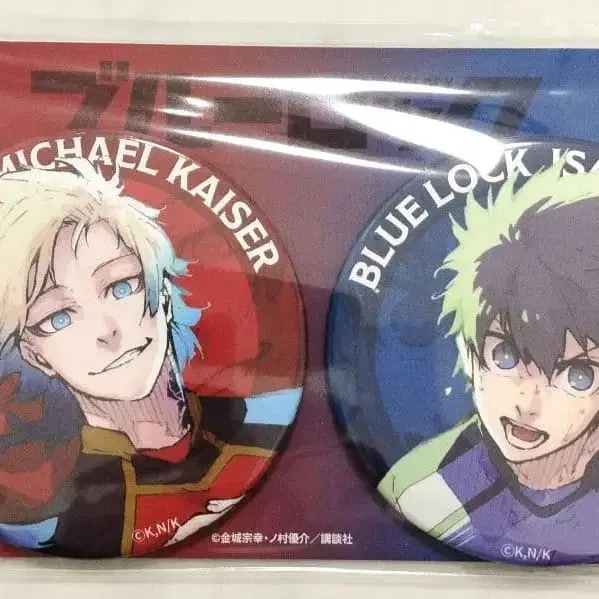 ブルーロック
MICHAEL KAISER
BLUE LOCK ISA
©K,N/K
©金城宗幸・ノ村優介/講談社
©K,N/K